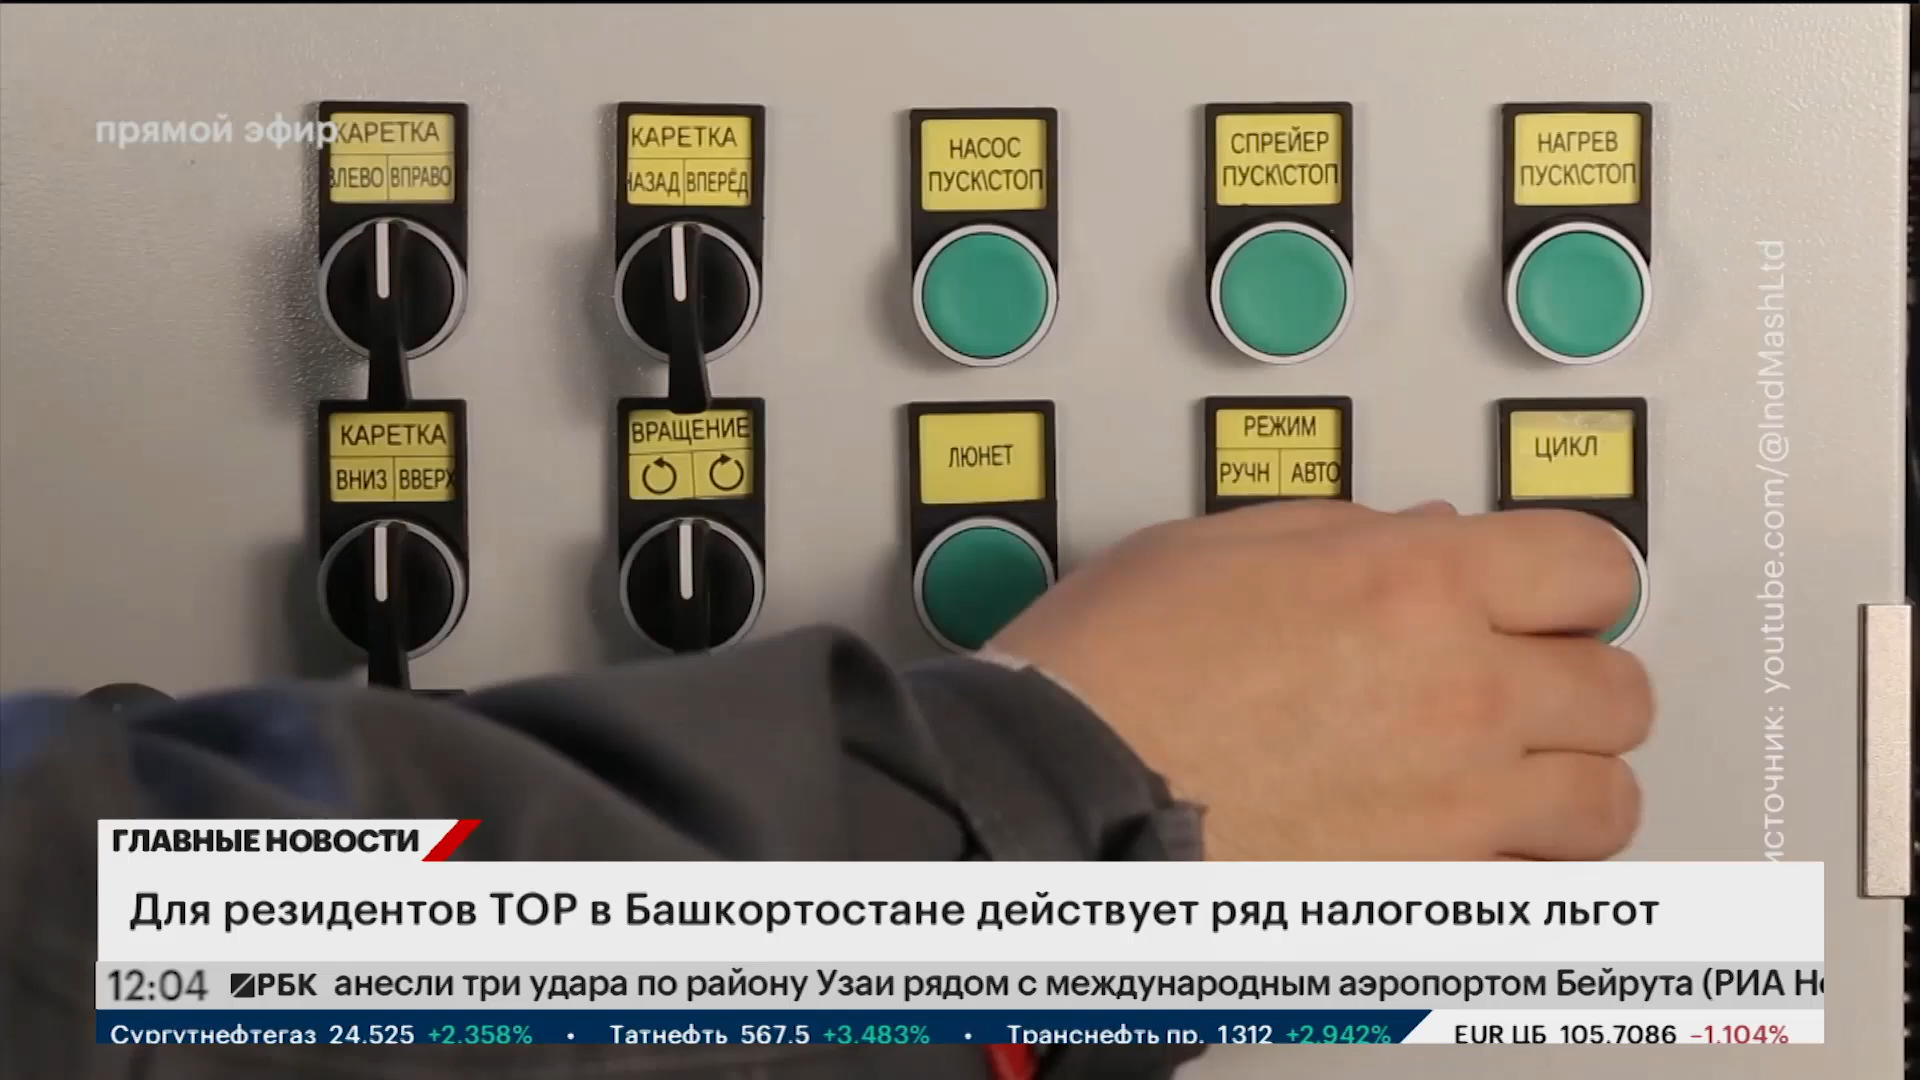 прямой эфир
КАРЕТКА
ВЛЕВО ВПРАВО
КАРЕТКА
НАЗАД ВПЕРЁД
НАСОС
ПУСК\СТОП
СПРЕЙЕР
ПУСК\СТОП
НАГРЕВ
ПУСК\СТОП
КАРЕТКА
ВНИЗ ВВЕРХ
ВРАЩЕНИЕ
ЛЮНЕТ
РЕЖИМ
РУЧН АВТО
ЦИКЛ
источник: youtube.com/@IndMashLtd
ГЛАВНЫЕ НОВОСТИ
Для резидентов ТОР в Башкортостане действует ряд налоговых льгот
12:04 РБК анесли три удара по району Узаи рядом с международным аэропортом Бейрута (РИА Но
Сургутнефтегаз 24.525 +2.358% • Татнефть 567.5 +3.483% • Транснефть пр. 1312 +2.942% EUR ЦБ 105.7086 -1.104%